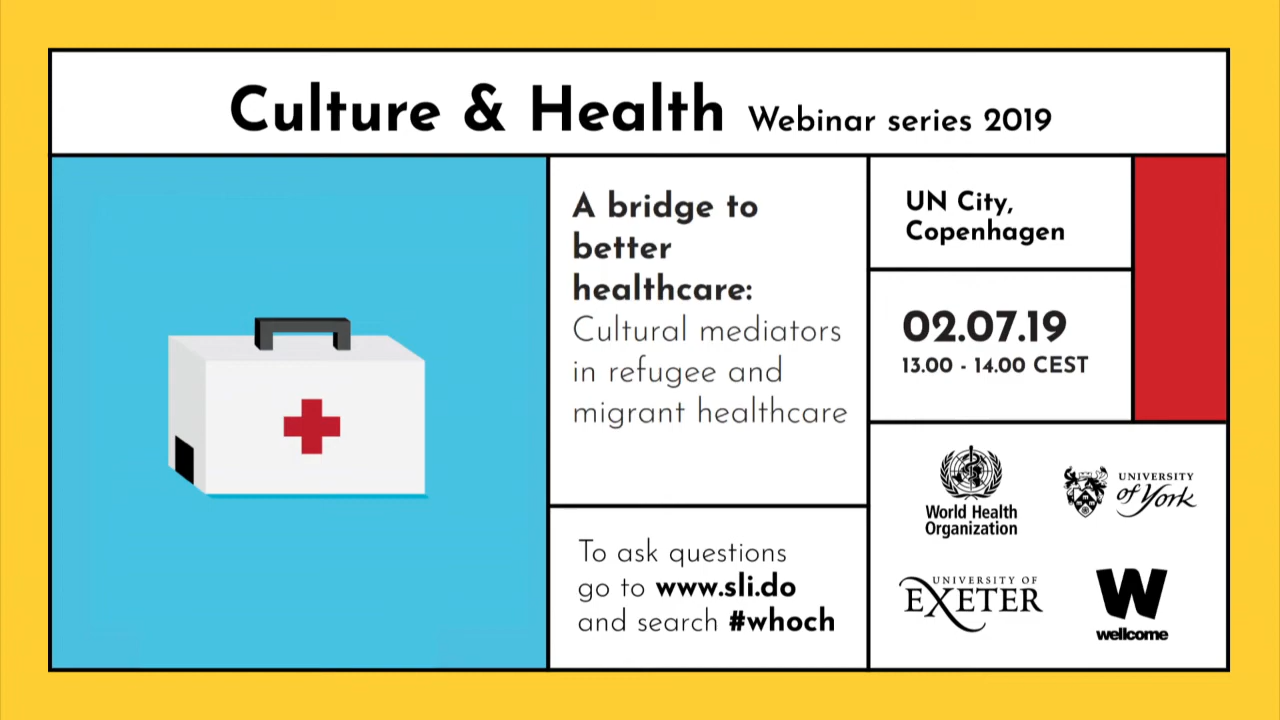 Culture & Health Webinar series 2019
A bridge to
better
healthcare:
Cultural mediators
in refugee and
migrant healthcare
To ask questions
go to www.sli.do
and search #whoch
UN City,
Copenhagen
02.07.19
13.00 - 14.00 CEST
World Health
Organization
UNIVERSITY
of York
UNIVERSITY OF
EXETER
W
wellcome